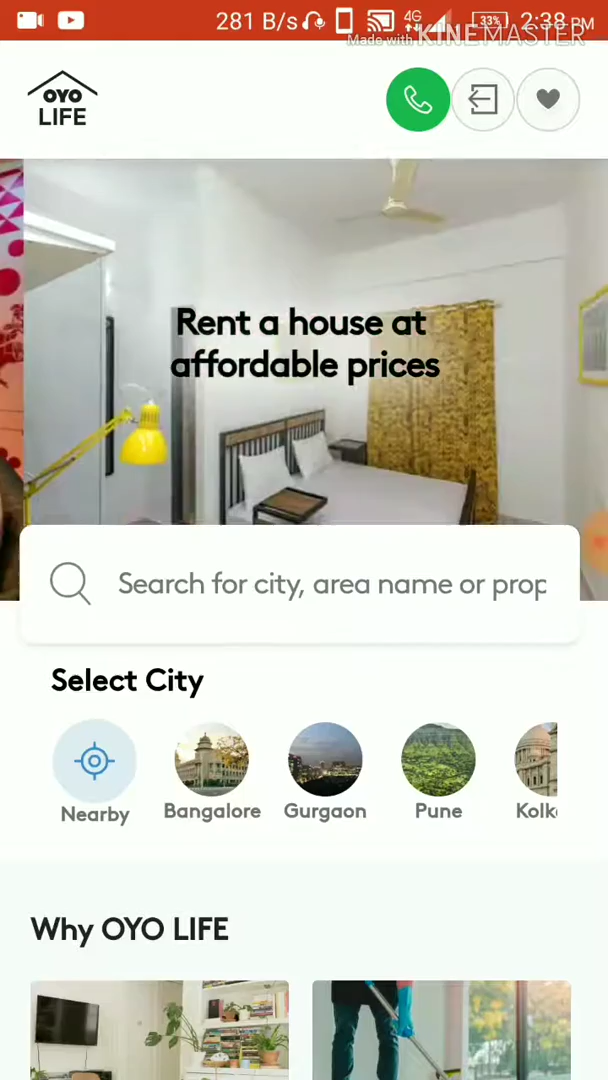 281 B/s 4G 33% 2:38 PM
Made with KINEMASTER
OYO
LIFE
Rent a house at
affordable prices
Search for city, area name or prop
Select City
Nearby Bangalore Gurgaon Pune Kolk
Why OYO LIFE